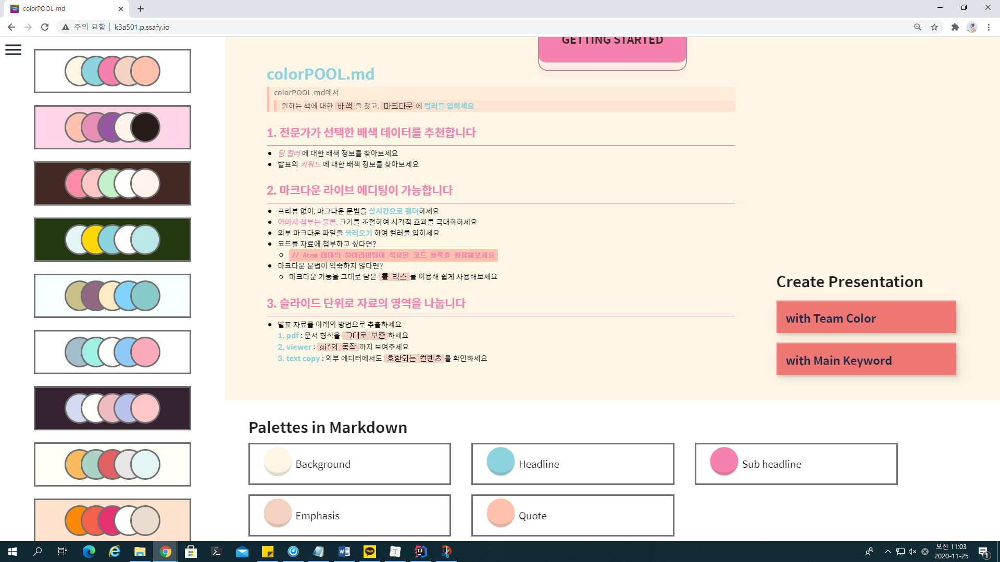 colorPOOL-md
주의 요함
k3a501.p.ssafy.io
GETTING STARTED
colorPOOL.md
colorPOOL.md에서
원하는 색에 대한 배색 을 찾고, 마크다운 에 컬러를 입히세요
1. 전문가가 선택한 배색 데이터를 추천합니다
팀 컬러 에 대한 배색 정보를 찾아보세요
발표의 키워드 에 대한 배색 정보를 찾아보세요
2. 마크다운 라이브 에디팅이 가능합니다
프리뷰 없이, 마크다운 문법을 실시간으로 렌더하세요
이미지 첨부는 물론, 크기를 조절하여 시각적 효과를 극대화하세요
외부 마크다운 파일을 불러오기 하여 컬러를 입히세요
코드를 자료에 첨부하고 싶다면?
// Atom 테마의 하이라이팅이 적용된 코드 블록을 활용해보세요
마크다운 문법이 익숙하지 않다면?
마크다운 기능을 그대로 담은 툴 박스 를 이용해 쉽게 사용해보세요
3. 슬라이드 단위로 자료의 영역을 나눕니다
발표 자료를 아래의 방법으로 추출하세요
1. pdf : 문서 형식을 그대로 보존 하세요
2. viewer : gif의 동작 까지 보여주세요
3. text copy : 외부 에디터에서도 호환되는 컨텐츠 를 확인하세요
Create Presentation
with Team Color
with Main Keyword
Palettes in Markdown
Background
Headline
Sub headline
Emphasis
Quote
TALK
T
IJ
오전 11:03
2020-11-25
1